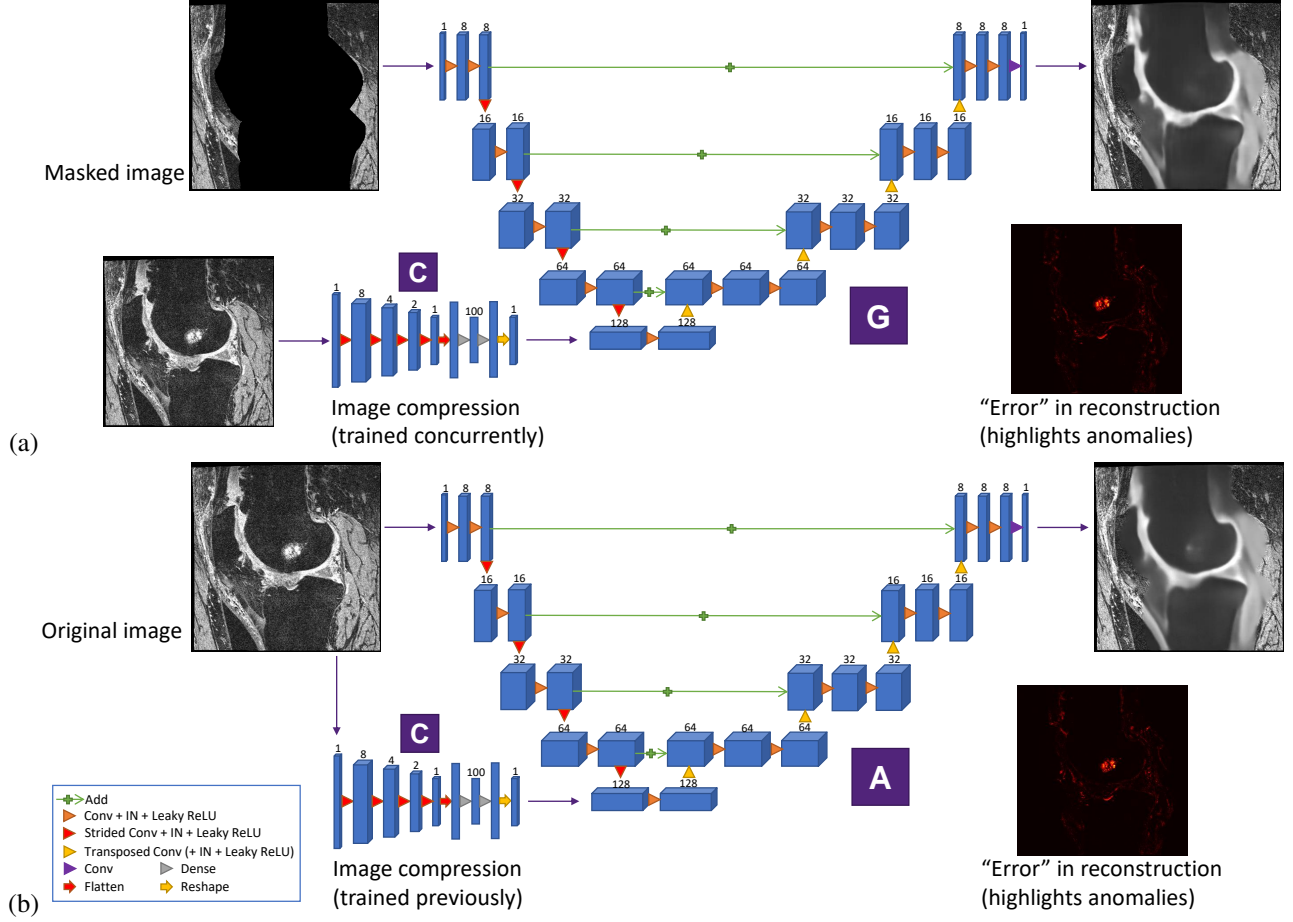 1 8 8
8 8 8 1
16 16
16 16 16
Masked image
32 32
32 32 32
C
64 64 64 64 64
1 8 4 2 1 100 1
G
128 128
Image compression
(trained concurrently)
“Error” in reconstruction
(highlights anomalies)
(a)
1 8 8
8 8 8 1
16 16
16 16 16
Original image
32 32
32 32 32
C
64 64 64 64 64
1 8 4 2 1 100 1
A
128 128
Add
Conv + IN + Leaky ReLU
Strided Conv + IN + Leaky ReLU
Transposed Conv (+ IN + Leaky ReLU)
Conv Dense
Flatten Reshape
Image compression
(trained previously)
“Error” in reconstruction
(highlights anomalies)
(b)